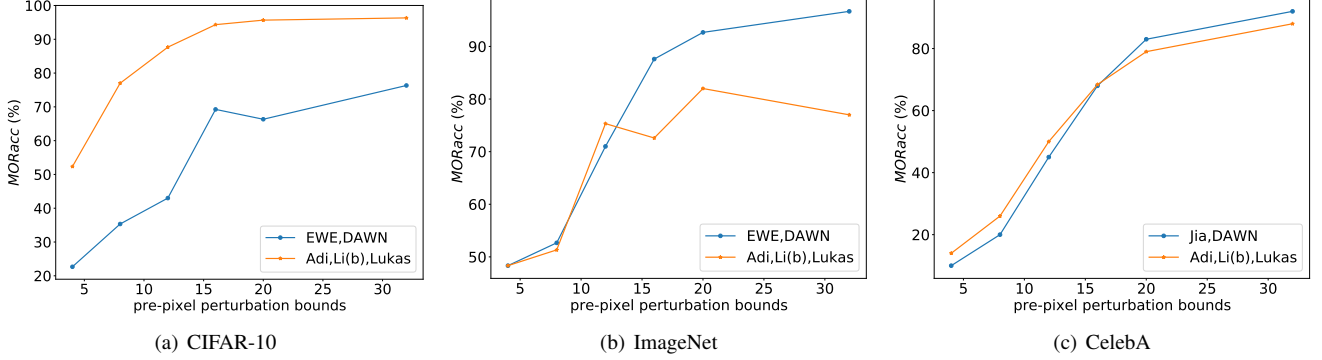 100
90
80
70
60
50
40
30
20
MORacc (%)
5 10 15 20 25 30
pre-pixel perturbation bounds
EWE,DAWN
Adi,Li(b),Lukas
(a) CIFAR-10
90
80
70
60
50
MORacc (%)
5 10 15 20 25 30
pre-pixel perturbation bounds
EWE,DAWN
Adi,Li(b),Lukas
(b) ImageNet
80
60
40
20
MORacc (%)
5 10 15 20 25 30
pre-pixel perturbation bounds
Jia,DAWN
Adi,Li(b),Lukas
(c) CelebA